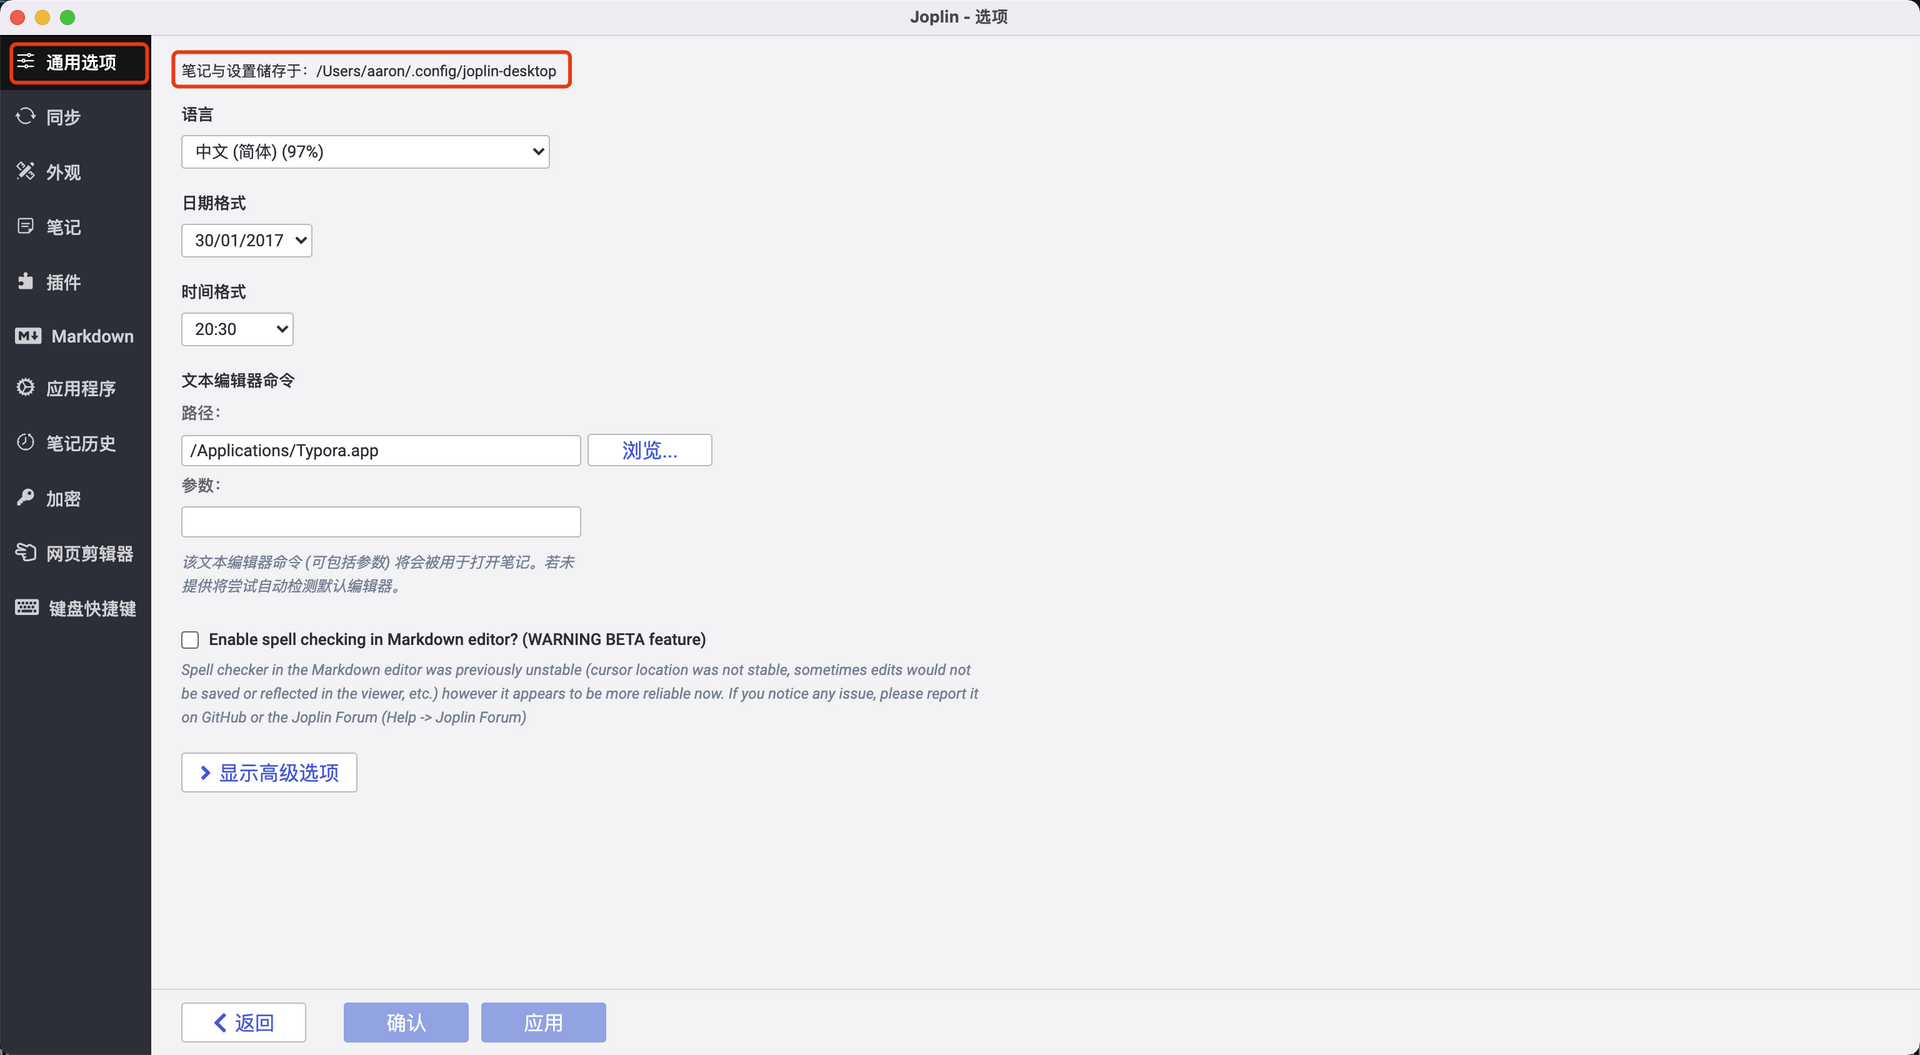 Joplin - 选项
通用选项
同步
外观
笔记
插件
Markdown
应用程序
笔记历史
加密
网页剪辑器
键盘快捷键
笔记与设置储存于：/Users/aaron/.config/joplin-desktop
语言
中文 (简体) (97%)
日期格式
30/01/2017
时间格式
20:30
文本编辑器命令
路径：
/Applications/Typora.app
浏览...
参数：
该文本编辑器命令 (可包括参数) 将会被用于打开笔记。若未
提供将尝试自动检测默认编辑器。
Enable spell checking in Markdown editor? (WARNING BETA feature)
Spell checker in the Markdown editor was previously unstable (cursor location was not stable, sometimes edits would not
be saved or reflected in the viewer, etc.) however it appears to be more reliable now. If you notice any issue, please report it
on GitHub or the Joplin Forum (Help -> Joplin Forum)
显示高级选项
返回
确认
应用